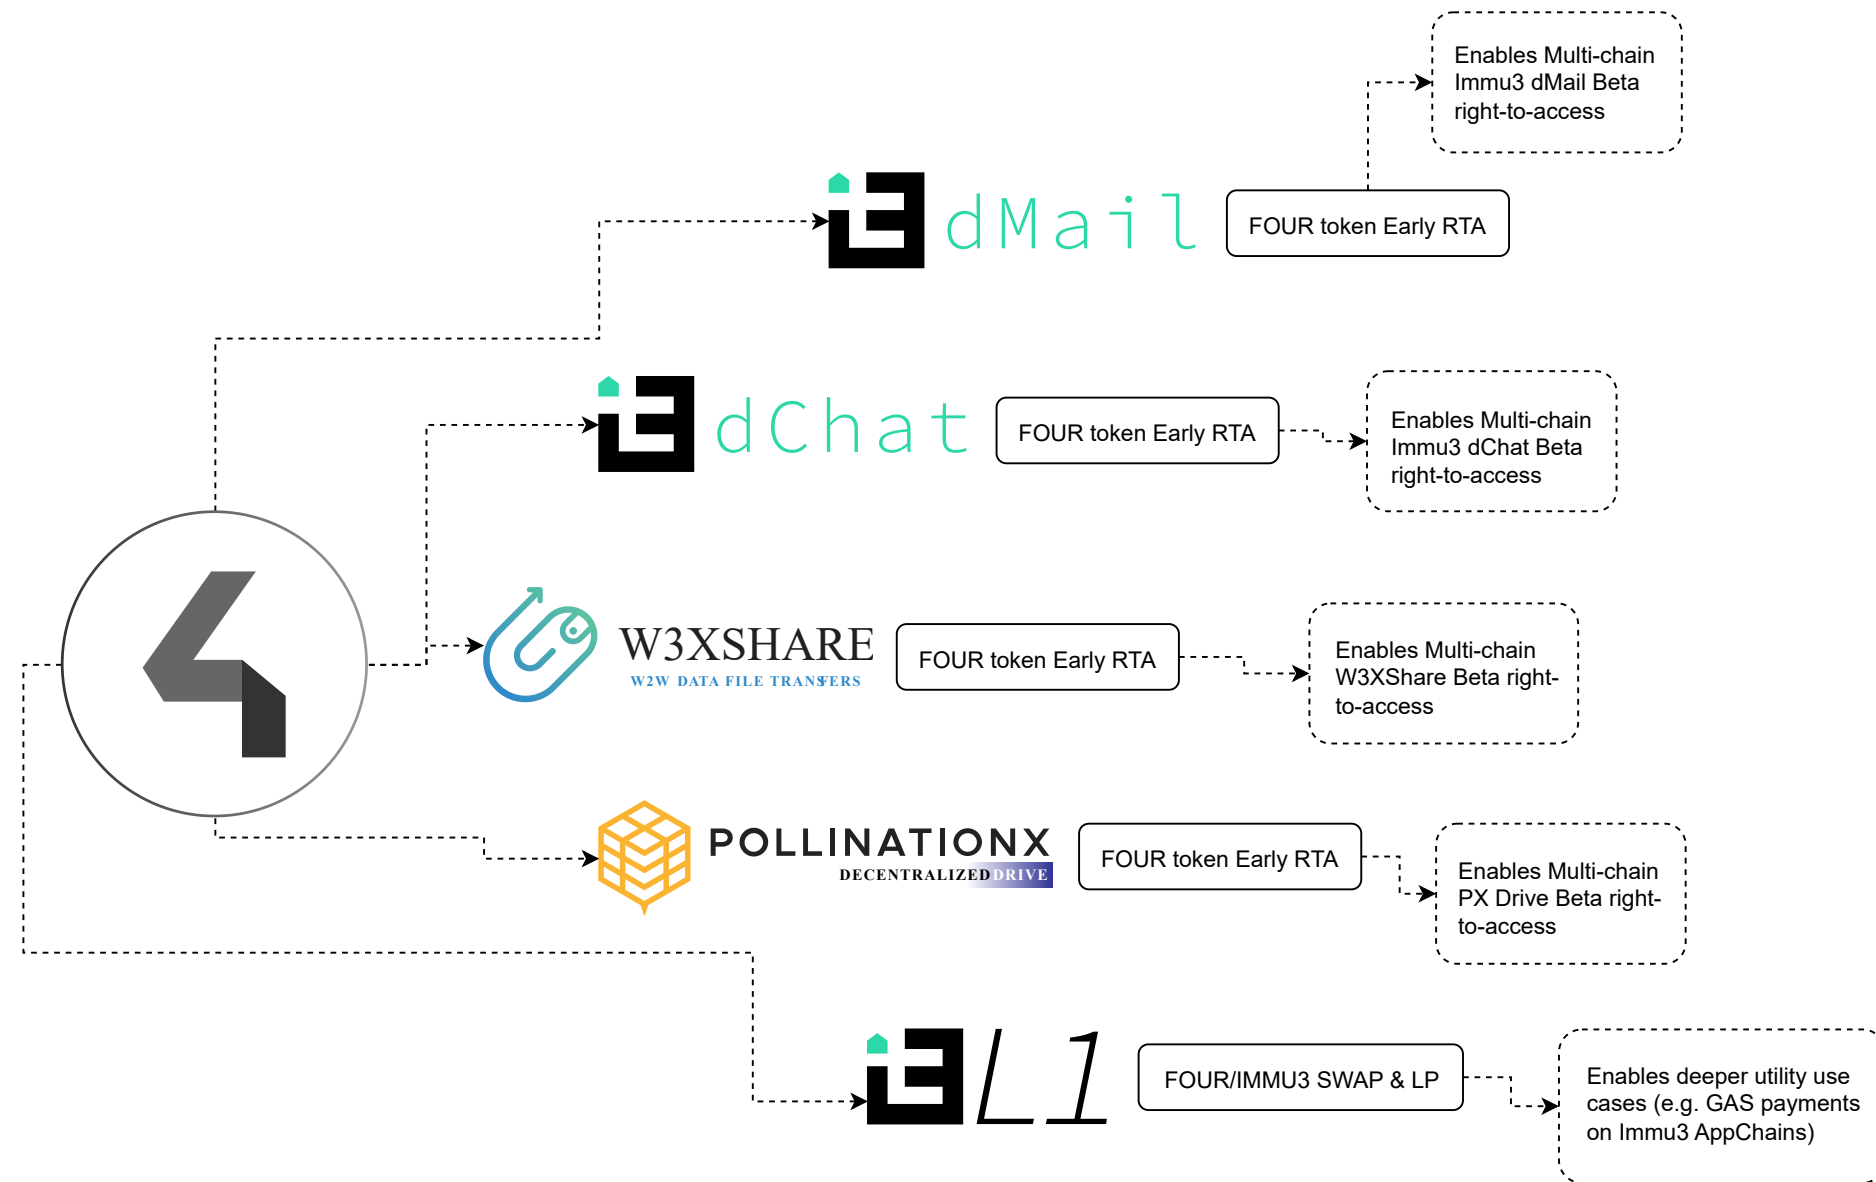 Enables Multi-chain
Immu3 dMail Beta
right-to-access
dMail
FOUR token Early RTA
dChat
FOUR token Early RTA
Enables Multi-chain
Immu3 dChat Beta
right-to-access
W3XSHARE
W2W DATA FILE TRANSFERS
FOUR token Early RTA
Enables Multi-chain
W3XShare Beta right-
to-access
POLLINATIONX
DECENTRALIZED DRIVE
FOUR token Early RTA
Enables Multi-chain
PX Drive Beta right-
to-access
L1
FOUR/IMMU3 SWAP & LP
Enables deeper utility use
cases (e.g. GAS payments
on Immu3 AppChains)